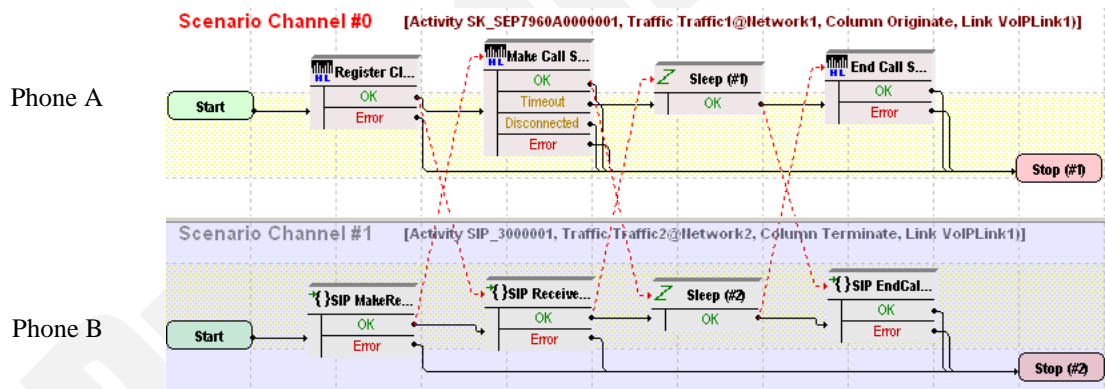 Scenario Channel #0 [Activity SK_SEP7960A0000001, Traffic Traffic1@Network1, Column Originate, Link VoIPLink1)]
Phone A
Start
HL Register Cl...
OK
Error
HL Make Call S...
OK
Timeout
Disconnected
Error
Sleep (#1)
OK
HL End Call S...
OK
Error
Stop (#1)
Scenario Channel #1 [Activity SIP_3000001, Traffic Traffic2@Network2, Column Terminate, Link VoIPLink1)]
Phone B
Start
{}SIP MakeRe...
OK
Error
{}SIP Receive...
OK
Error
Sleep (#2)
OK
{}SIP EndCal...
OK
Error
Stop (#2)